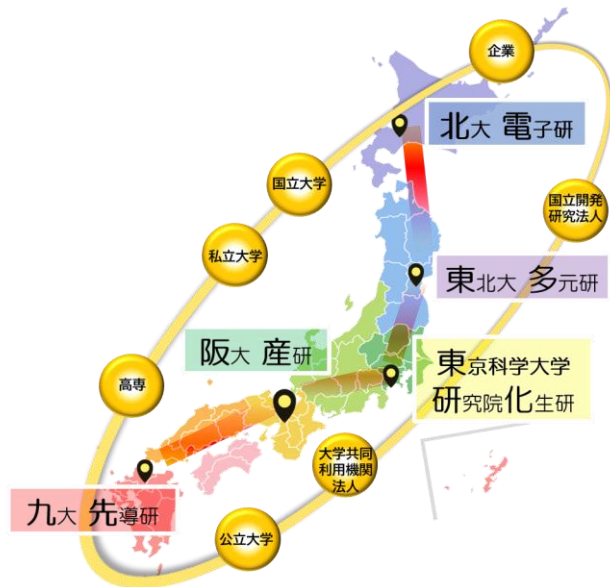 企業
北大 電子研
国立大学
国立開発
研究法人
私立大学
東北大 多元研
阪大 産研
東京科学大学
研究院化生研
高専
大学共同
利用機関
法人
九大 先導研
公立大学